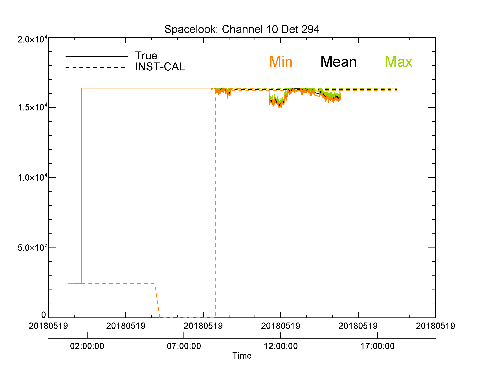 Spacelook: Channel 10 Det 294
2.0×10⁴
True
INST-CAL
Min Mean Max
1.5×10⁴
1.0×10⁴
5.0×10³
0
20180519 20180519 20180519 20180519 20180519 20180519
02:00:00 07:00:00 12:00:00 17:00:00
Time